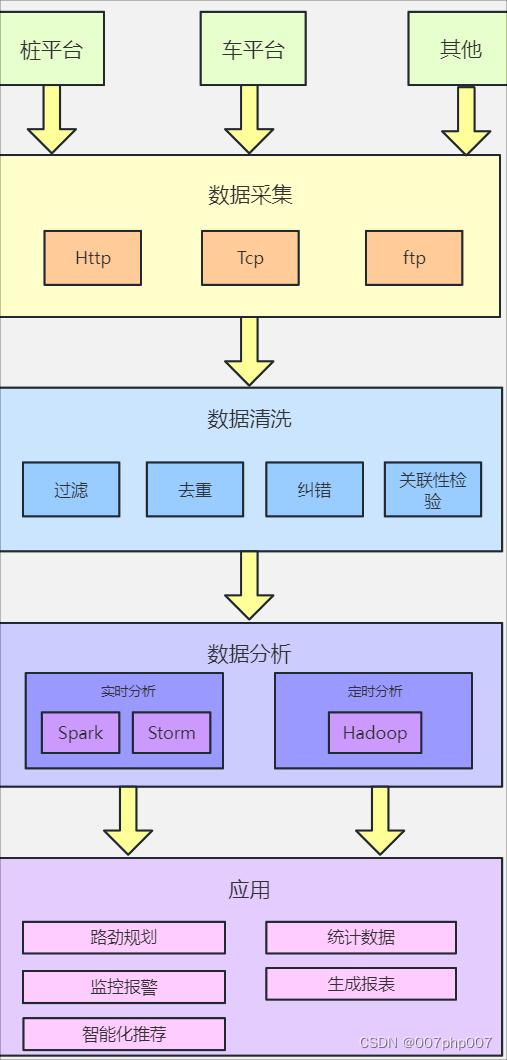 桩平台
车平台
其他
数据采集
Http
Tcp
ftp
数据清洗
过滤
去重
纠错
关联性检
验
数据分析
实时分析
定时分析
Spark
Storm
Hadoop
应用
路劲规划
统计数据
监控报警
生成报表
智能化推荐
CSDN @007php007